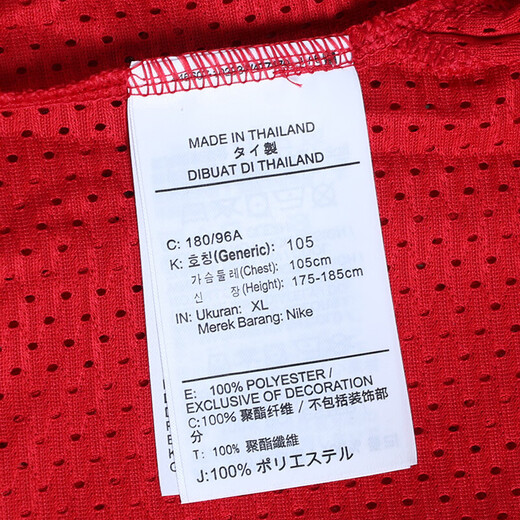 MADE IN THAILAND
タイ製
DIBUAT DI THAILAND
C: 180/96A
K: 호칭(Generic): 105
가슴둘레(Chest): 105cm
신 장(Height): 175-185cm
IN: Ukuran: XL
Merek Barang: Nike
E: 100% POLYESTER /
EXCLUSIVE OF DECORATION
C:100% 聚酯纤维 / 不包括装饰部
分
T: 100% 聚酯纖維
J:100% ポリエステル